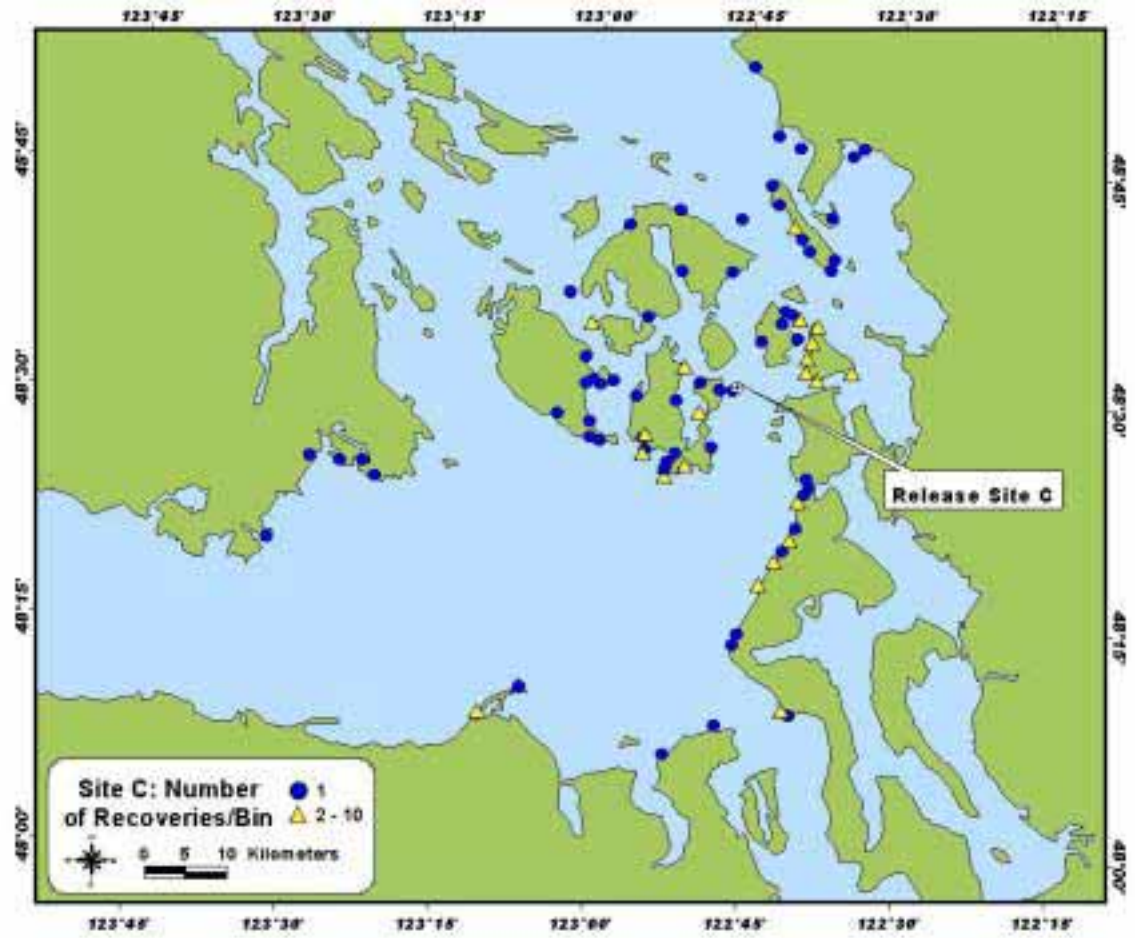 123°45' 123°30' 123°15' 123°00' 122°45' 122°30' 122°15'
48°45' 48°45'
48°30' 48°30'
Release Site C
48°15' 48°15'
Site C: Number 1
of Recoveries/Bin 2 - 10
0 5 10 Kilometers
48°00' 48°00'
123°45' 123°30' 123°15' 123°00' 122°45' 122°30' 122°15'